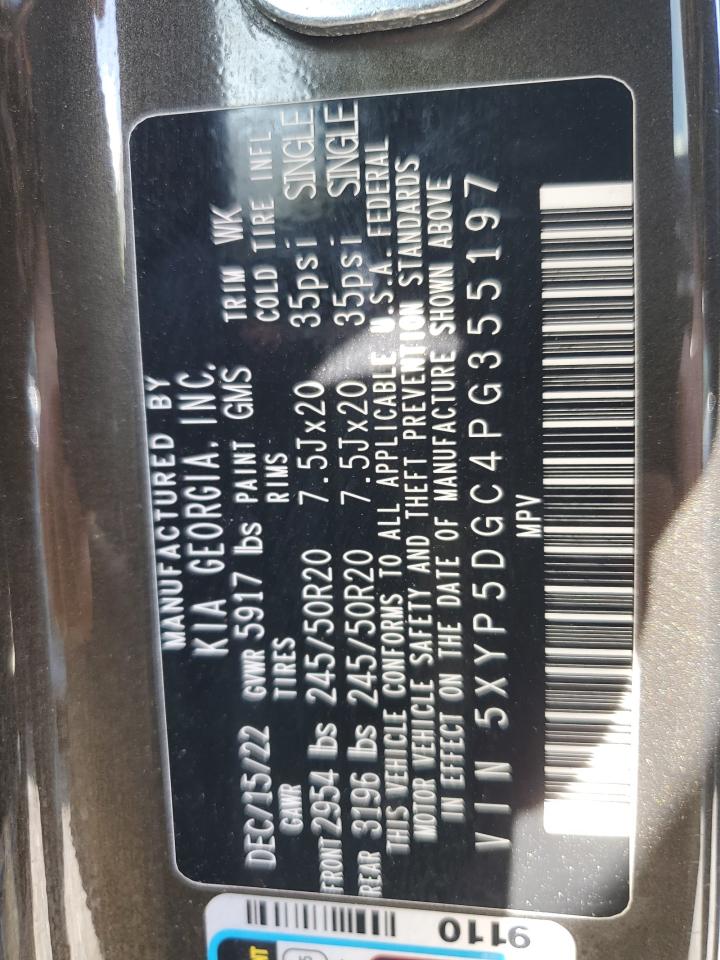 MANUFACTURED BY
KIA GEORGIA, INC.
DEC/15/22 GVWR 5917 lbs PAINT GMS TRIM WK
GAWR TIRES RIMS COLD TIRE INFL
FRONT 2954 lbs 245/50R20 7.5Jx20 35psi SINGLE
REAR 3196 lbs 245/50R20 7.5Jx20 35psi SINGLE
THIS VEHICLE CONFORMS TO ALL APPLICABLE U.S.A. FEDERAL
MOTOR VEHICLE SAFETY AND THEFT PREVENTION STANDARDS
IN EFFECT ON THE DATE OF MANUFACTURE SHOWN ABOVE
VIN 5XYP5DGC4PG355197
MPV
9110